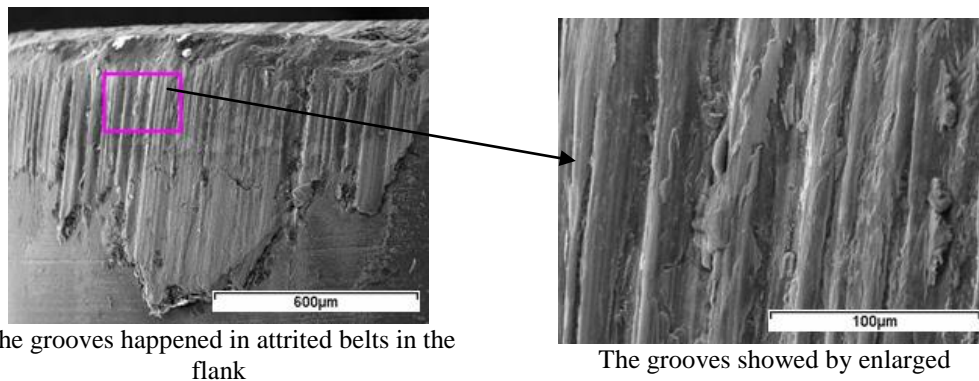 600µm
100µm
he grooves happened in attrited belts in the
flank
The grooves showed by enlarged